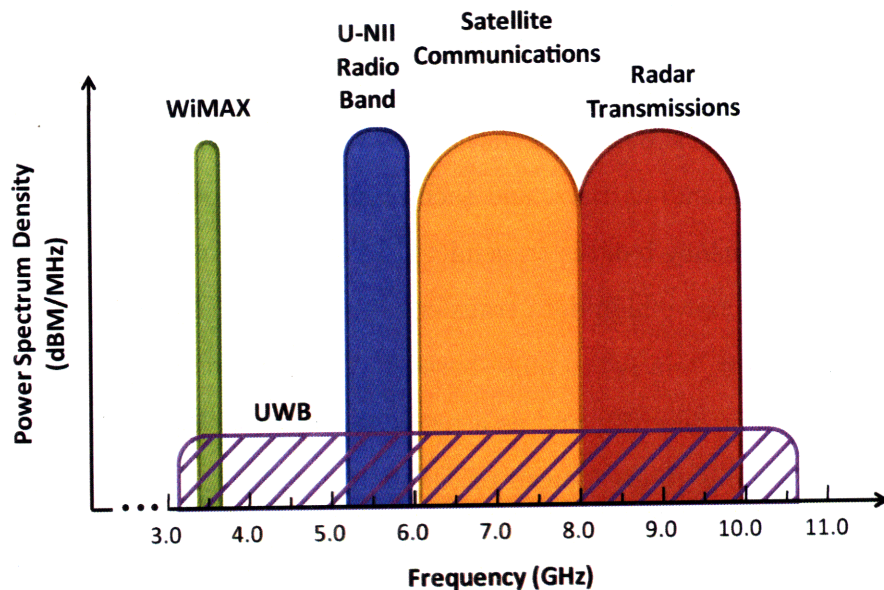 U-NII
Radio
Band
Satellite
Communications
WiMAX
Radar
Transmissions
Power Spectrum Density
(dBM/MHz)
UWB
3.0 4.0 5.0 6.0 7.0 8.0 9.0 10.0 11.0
Frequency (GHz)